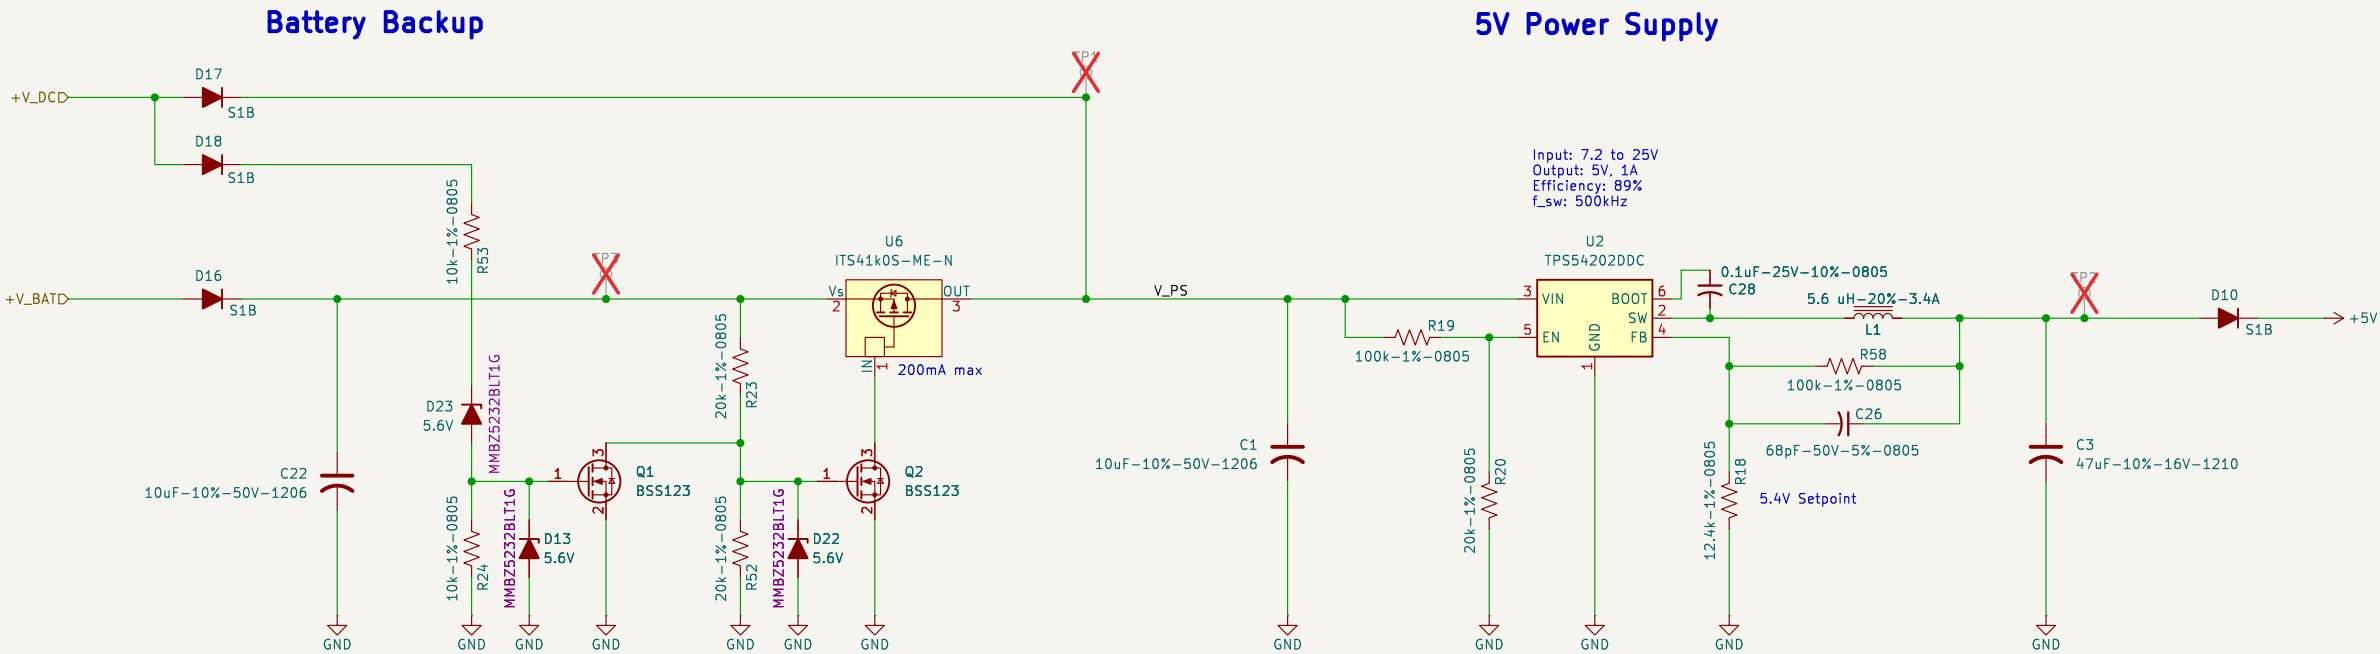 Battery Backup
5V Power Supply
TP1
+V_DC
D17
S1B
D18
S1B
10k-1%-0805
R53
Input: 7.2 to 25V
Output: 5V, 1A
Efficiency: 89%
f_sw: 500kHz
+V_BAT
D16
S1B
TP3
U6
ITS41k0S-ME-N
Vs
2
OUT
3
IN
1
200mA max
V_PS
U2
TPS54202DDC
3
VIN
5
EN
GND
1
BOOT
6
SW
2
FB
4
0.1uF-25V-10%-0805
C28
5.6 uH-20%-3.4A
L1
TP2
D10
S1B
+5V
20k-1%-0805
R23
R19
100k-1%-0805
R58
100k-1%-0805
C26
68pF-50V-5%-0805
D23
5.6V
MMBZ5232BLT1G
C22
10uF-10%-50V-1206
1
3
2
Q1
BSS123
1
3
2
Q2
BSS123
C1
10uF-10%-50V-1206
20k-1%-0805
R20
12.4k-1%-0805
R18
5.4V Setpoint
C3
47uF-10%-16V-1210
10k-1%-0805
R24
MMBZ5232BLT1G
D13
5.6V
20k-1%-0805
R52
MMBZ5232BLT1G
D22
5.6V
GND
GND
GND
GND
GND
GND
GND
GND
GND
GND
GND
GND